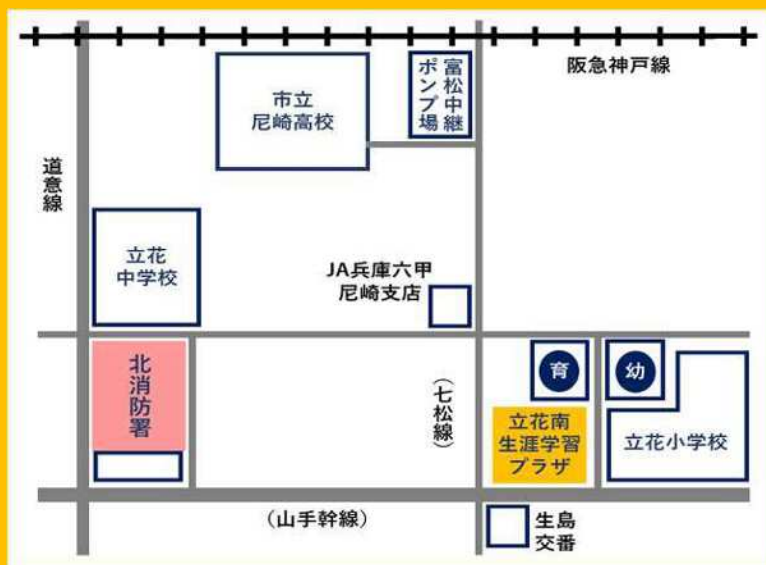 阪急神戸線
市立
尼崎高校
富松中継
ポンプ場
道意線
立花
中学校
JA兵庫六甲
尼崎支店
北消防署
(七松線)
育
幼
立花南
生涯学習
プラザ
立花小学校
(山手幹線)
生島
交番